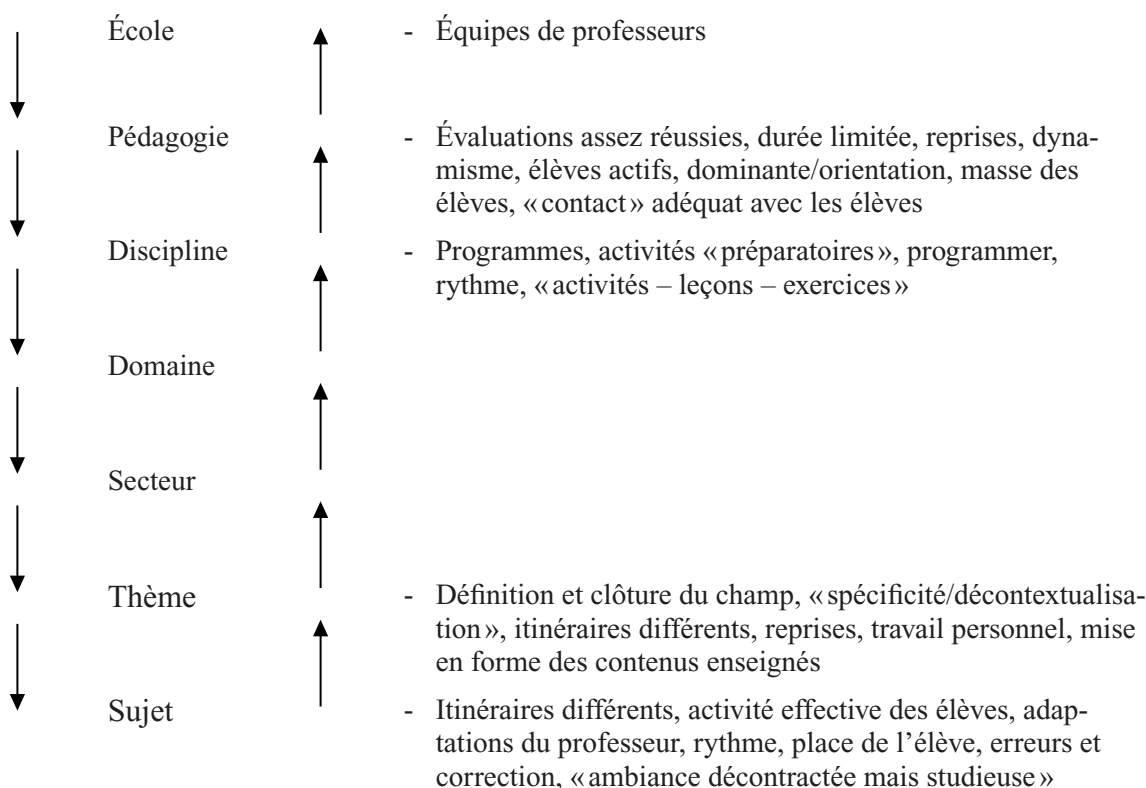 École - Équipes de professeurs
Pédagogie - Évaluations assez réussies, durée limitée, reprises, dyna-
misme, élèves actifs, dominante/orientation, masse des
élèves, « contact » adéquat avec les élèves
Discipline - Programmes, activités « préparatoires », programmer,
rythme, « activités – leçons – exercices »
Domaine
Secteur
Thème - Définition et clôture du champ, « spécificité/décontextualisa-
tion », itinéraires différents, reprises, travail personnel, mise
en forme des contenus enseignés
Sujet - Itinéraires différents, activité effective des élèves, adap-
tations du professeur, rythme, place de l’élève, erreurs et
correction, « ambiance décontractée mais studieuse »